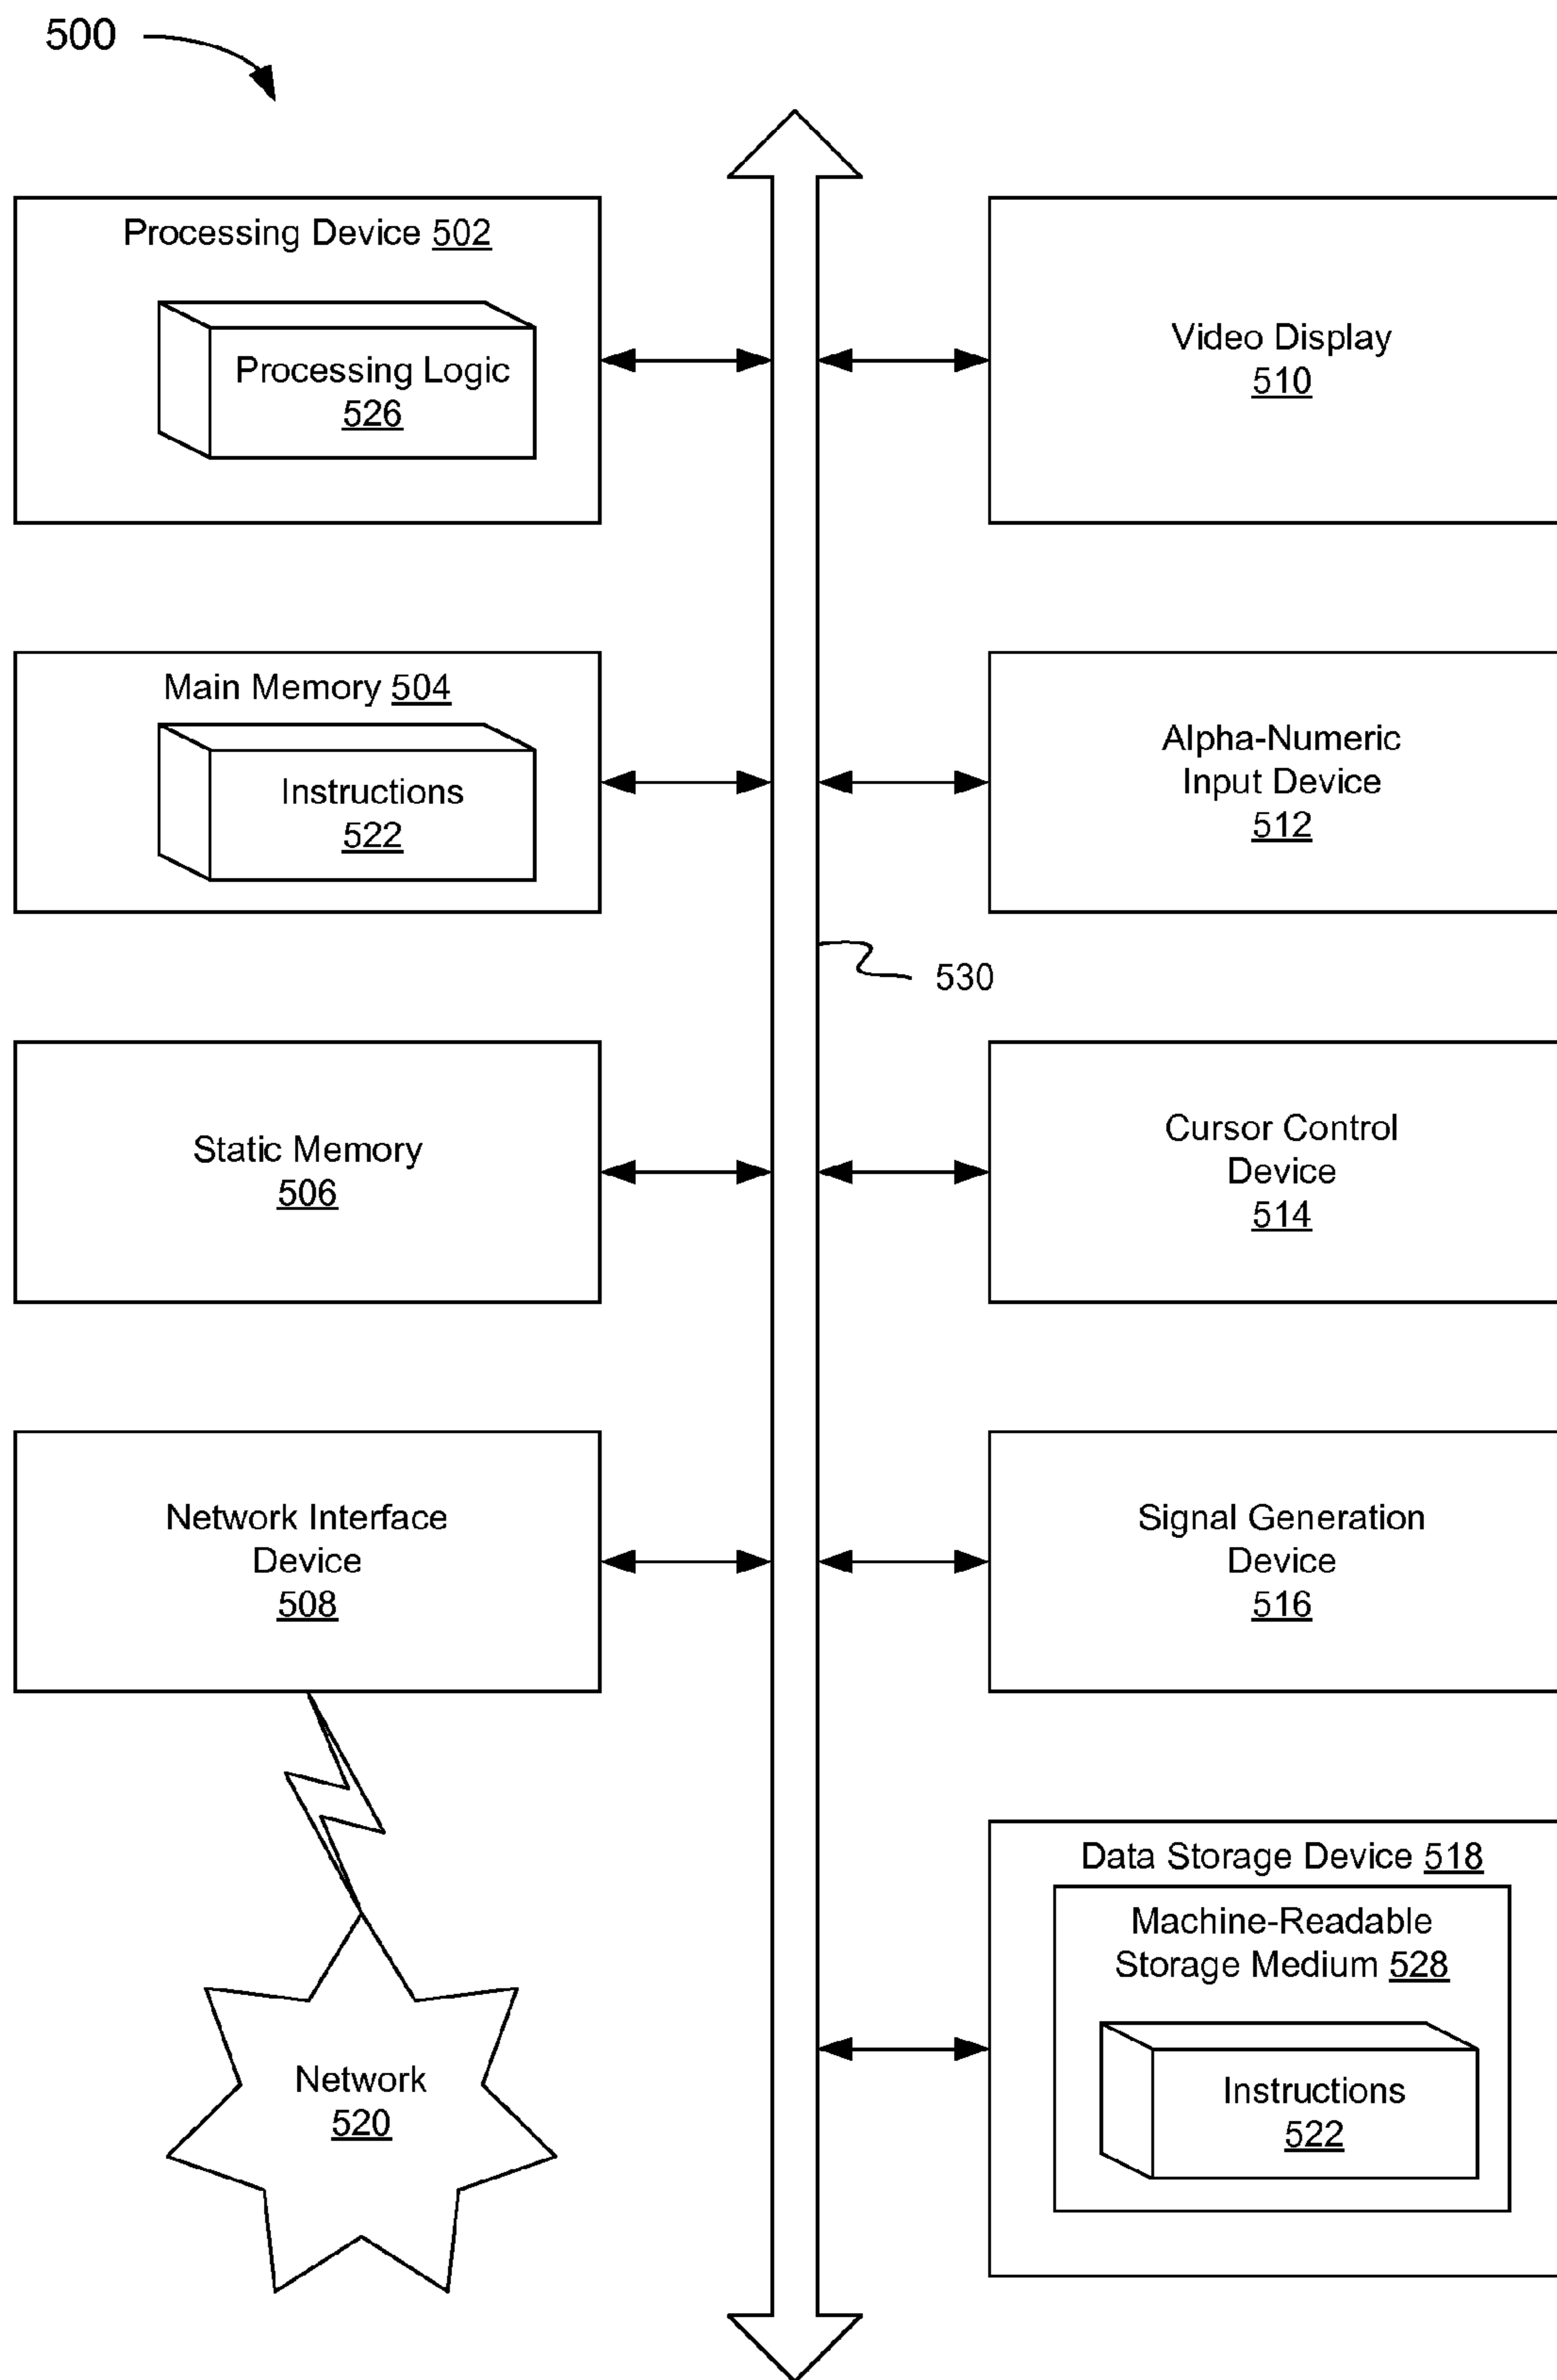 500
Processing Device 502
Processing Logic
526
Video Display
510
Main Memory 504
Instructions
522
Alpha-Numeric
Input Device
512
530
Static Memory
506
Cursor Control
Device
514
Network Interface
Device
508
Signal Generation
Device
516
Data Storage Device 518
Machine-Readable
Storage Medium 528
Instructions
522
Network
520